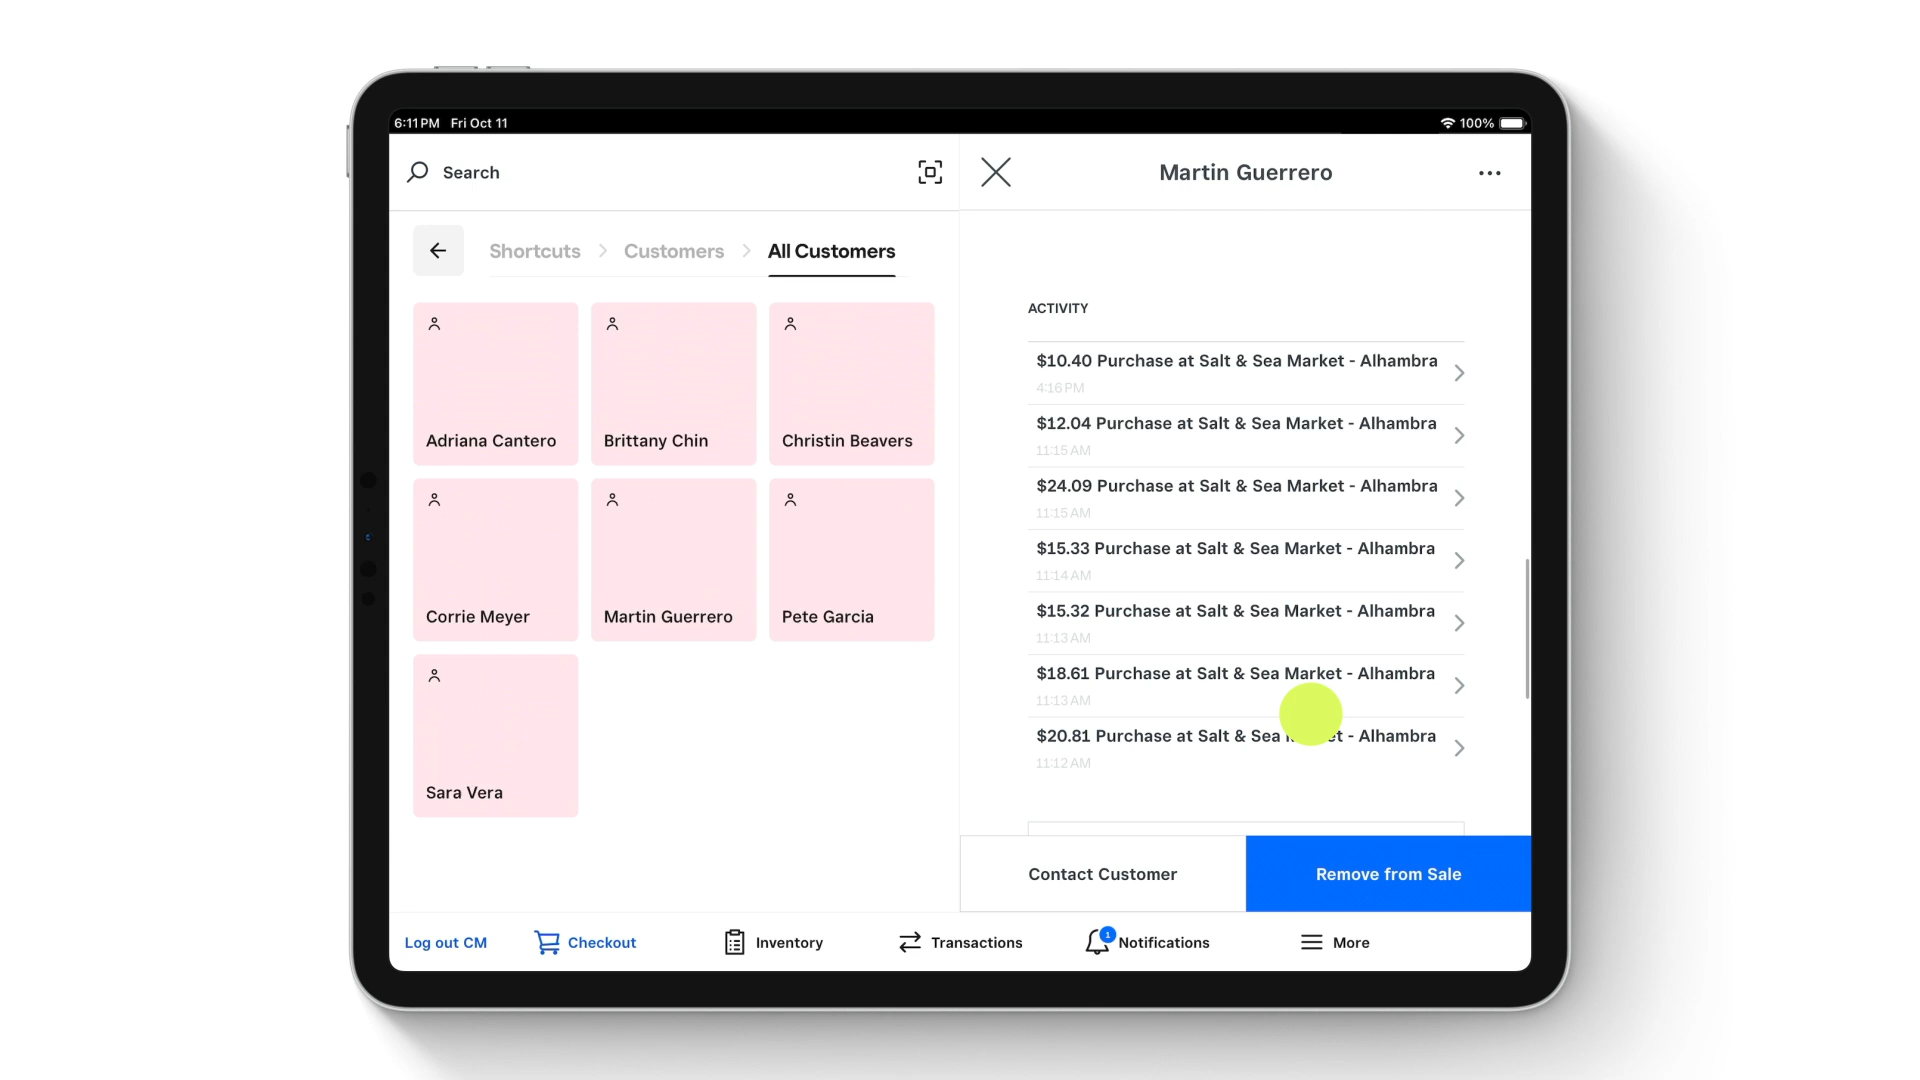 6:11 PM Fri Oct 11
100%
Search
Martin Guerrero
Shortcuts
Customers
All Customers
ACTIVITY
Adriana Cantero
Brittany Chin
Christin Beavers
Corrie Meyer
Martin Guerrero
Pete Garcia
Sara Vera
$10.40 Purchase at Salt & Sea Market - Alhambra
4:16 PM
$12.04 Purchase at Salt & Sea Market - Alhambra
11:15 AM
$24.09 Purchase at Salt & Sea Market - Alhambra
11:15 AM
$15.33 Purchase at Salt & Sea Market - Alhambra
11:14 AM
$15.32 Purchase at Salt & Sea Market - Alhambra
11:13 AM
$18.61 Purchase at Salt & Sea Market - Alhambra
11:13 AM
$20.81 Purchase at Salt & Sea - Alhambra
11:12 AM
Contact Customer
Remove from Sale
Log out CM
Checkout
Inventory
Transactions
1
Notifications
More